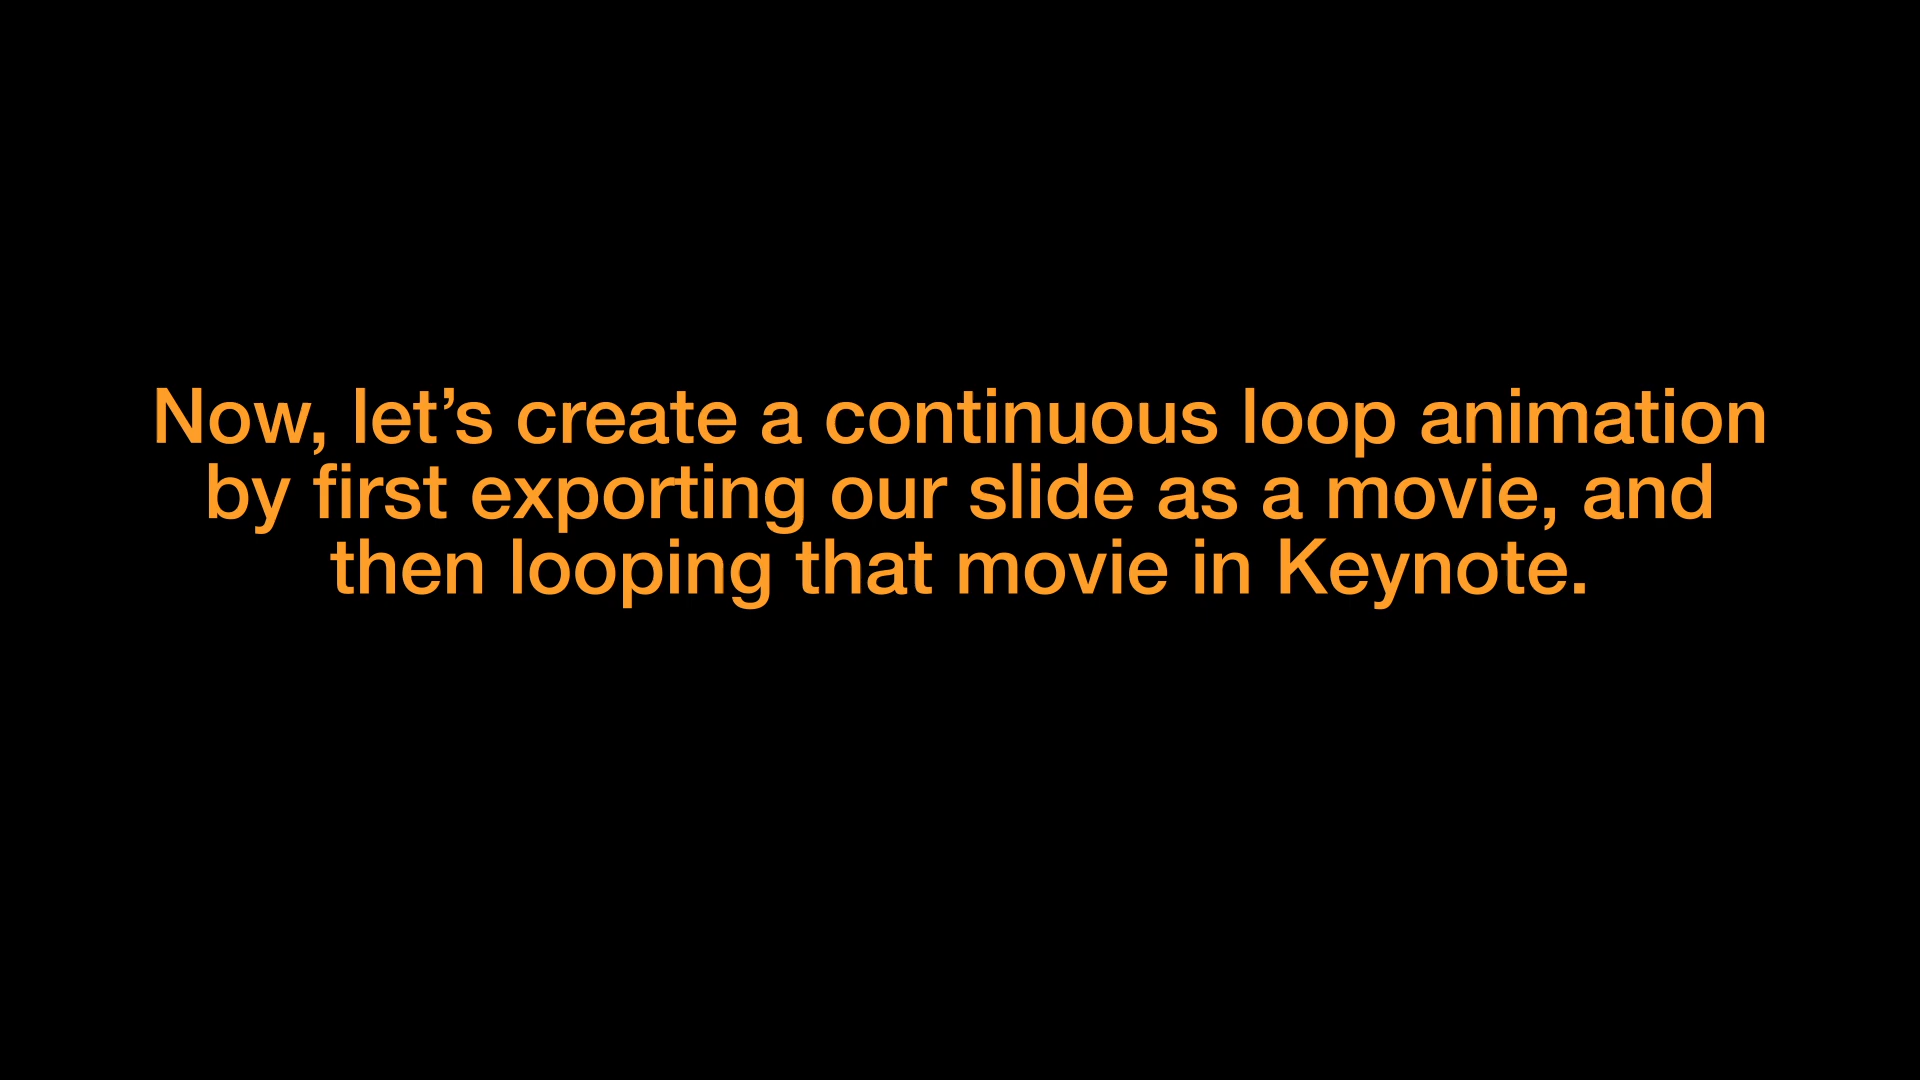 Now, let’s create a continuous loop animation
by first exporting our slide as a movie, and
then looping that movie in Keynote.